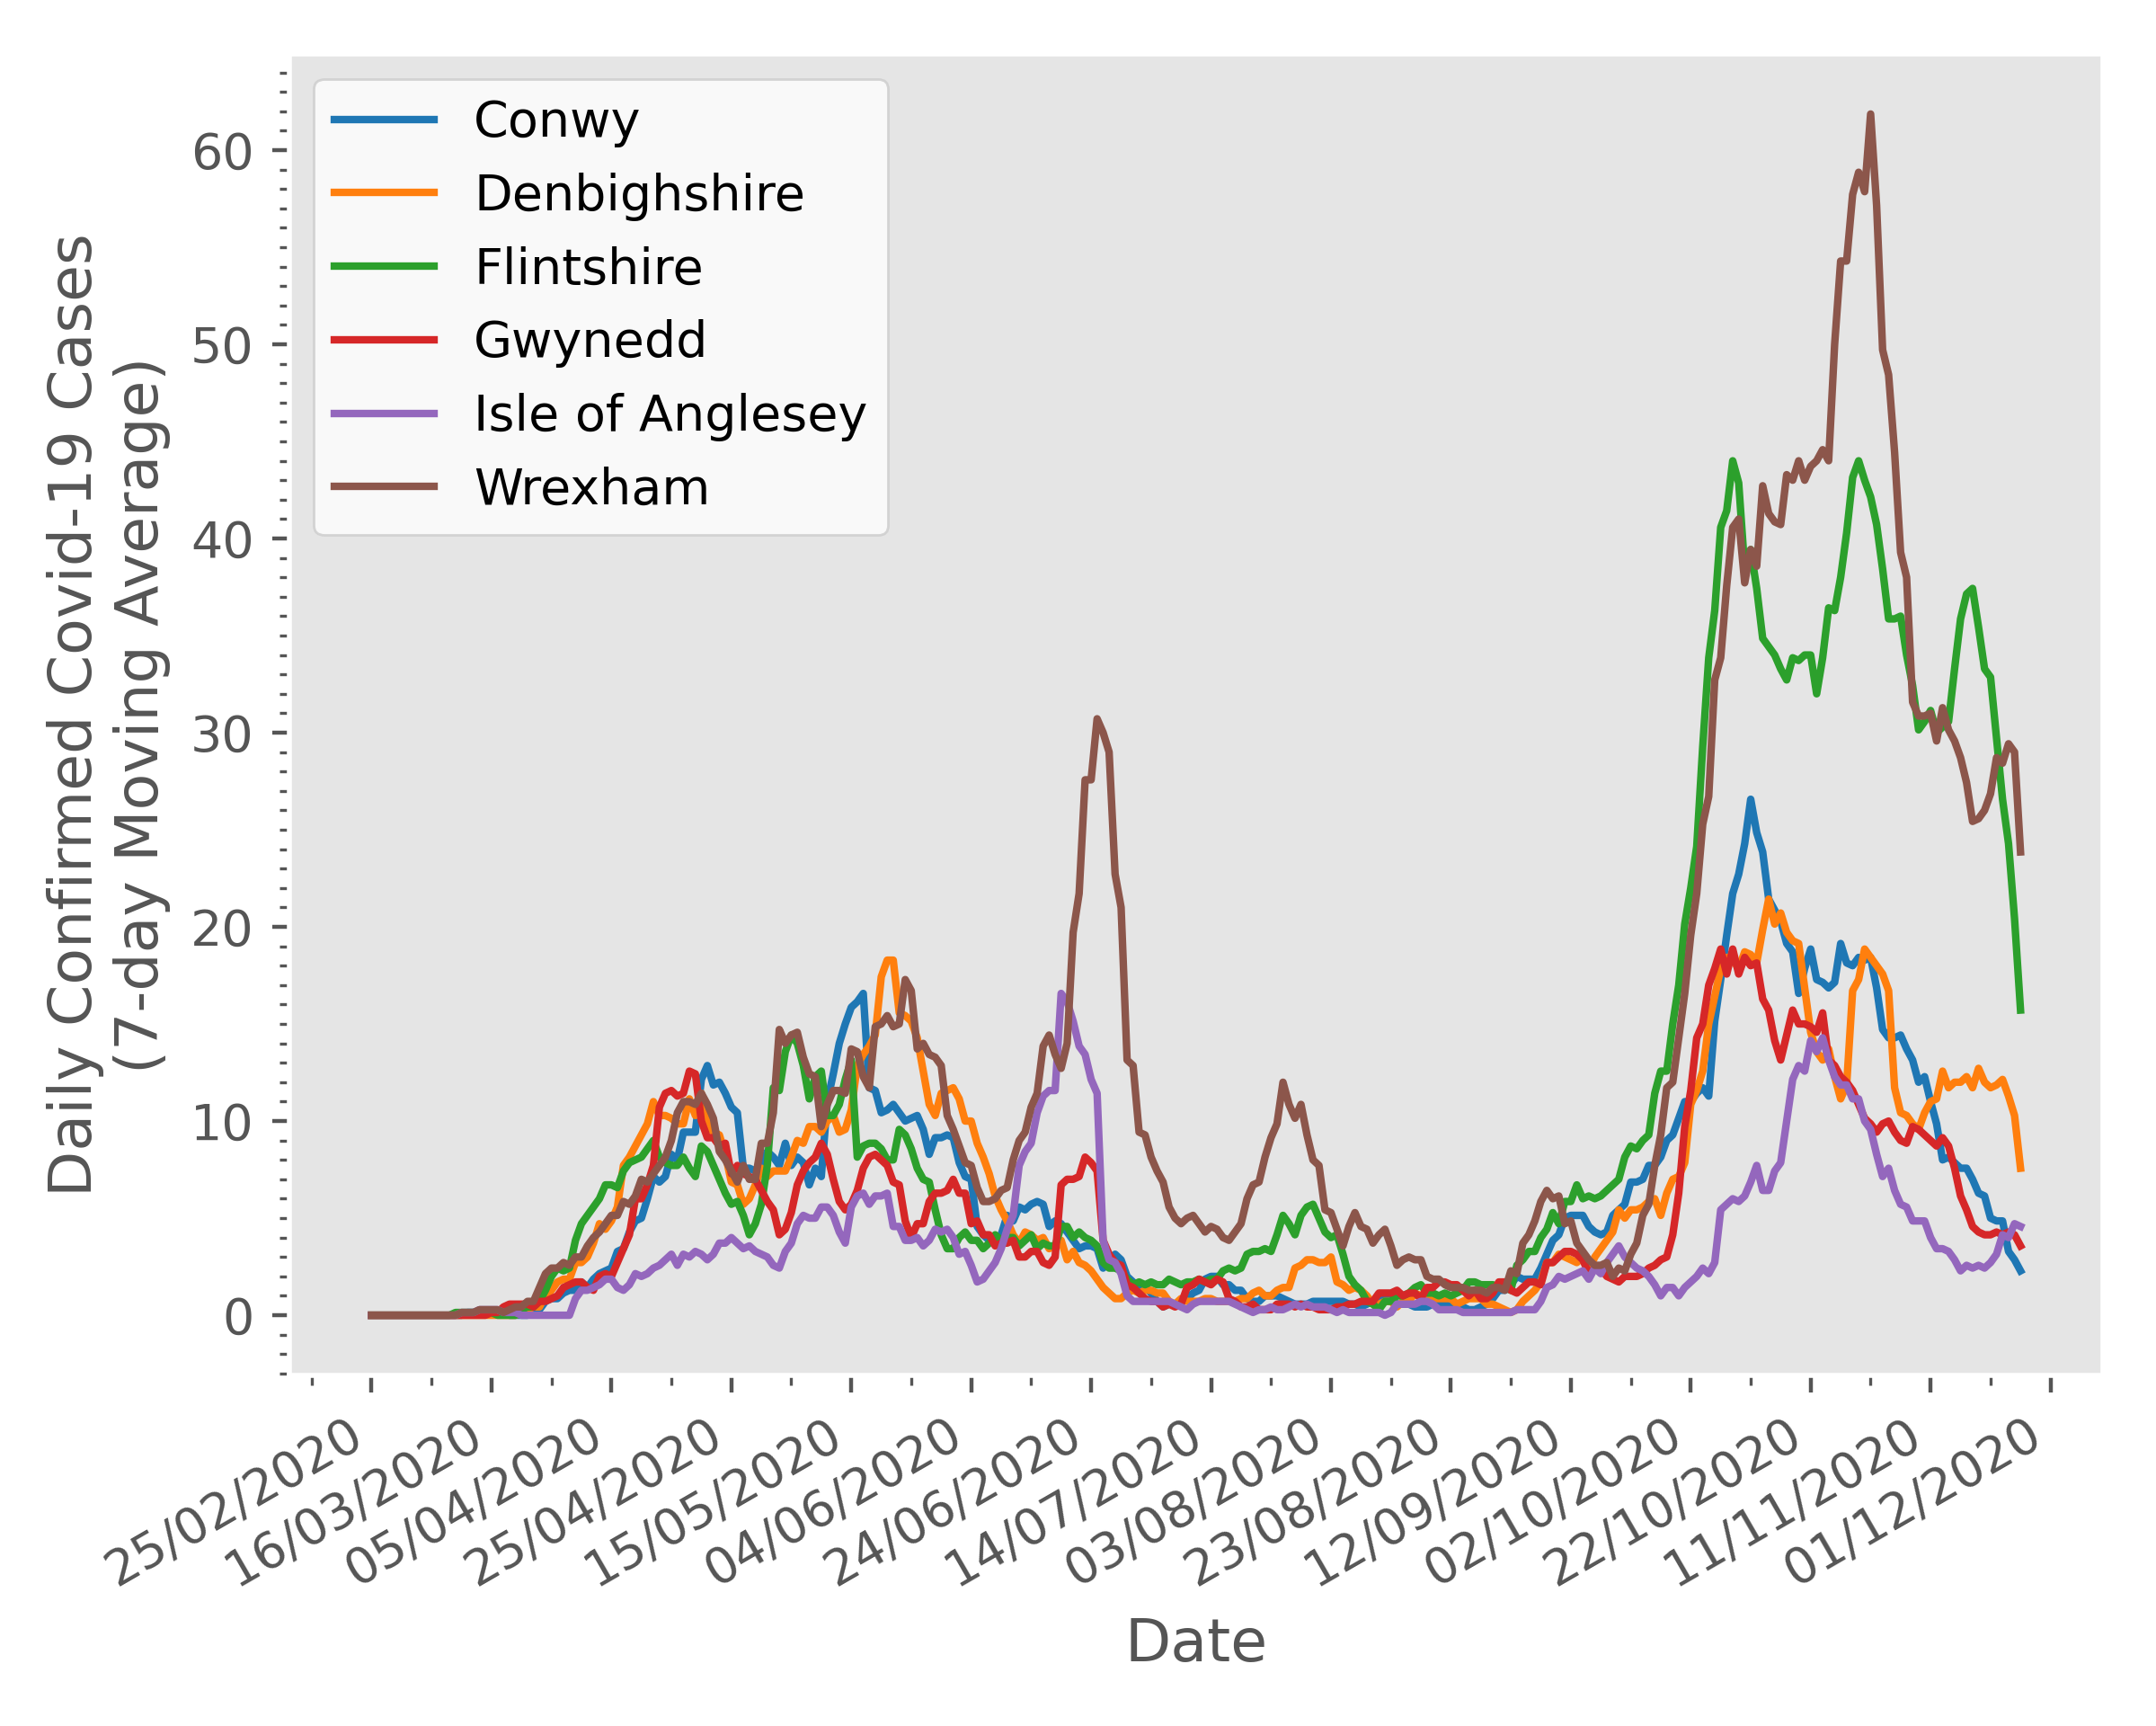 Conwy
Denbighshire
Flintshire
Gwynedd
Isle of Anglesey
Wrexham
Daily Confirmed Covid-19 Cases
(7-day Moving Average)
60
50
40
30
20
10
0
25/02/2020
16/03/2020
05/04/2020
25/04/2020
15/05/2020
04/06/2020
24/06/2020
14/07/2020
03/08/2020
23/08/2020
12/09/2020
02/10/2020
22/10/2020
11/11/2020
01/12/2020
Date